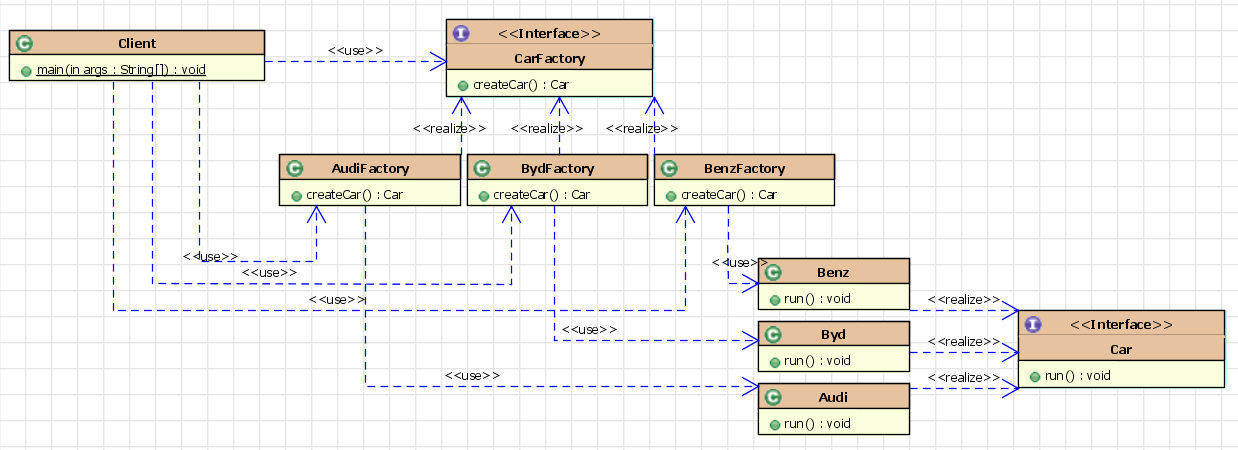 Client
main(in args : String[]) : void
<<use>>
I
<<Interface>>
CarFactory
createCar() : Car
<<realize>>
<<realize>>
<<realize>>
C
AudiFactory
createCar() : Car
C
BydFactory
createCar() : Car
C
BenzFactory
createCar() : Car
<<use>>
<<use>>
<<use>>
<<use>>
<<use>>
<<use>>
C
Benz
run() : void
C
Byd
run() : void
C
Audi
run() : void
<<realize>>
<<realize>>
<<realize>>
I
<<Interface>>
Car
run() : void
C